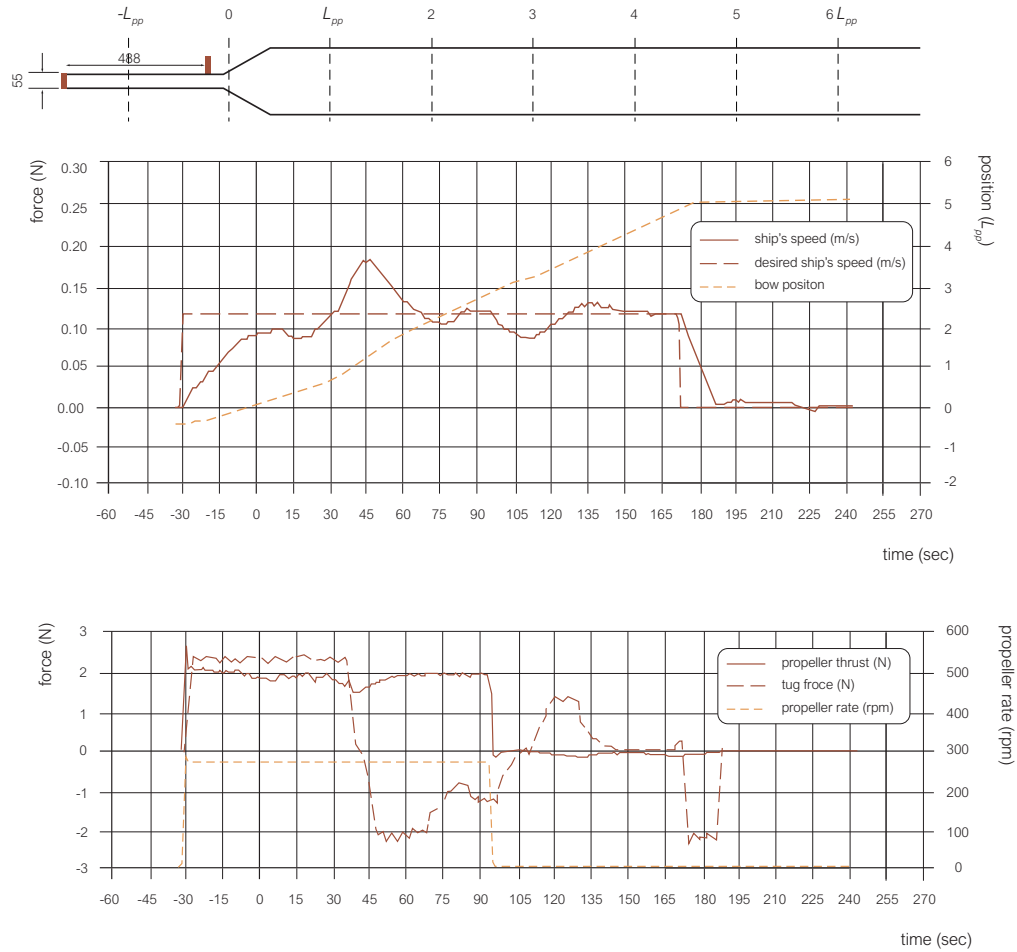 -Lpp 0 Lpp 2 3 4 5 6 Lpp
488
55
force (N)
position (Lpp)
0.30
0.25
0.20
0.15
0.10
0.05
0.00
-0.05
-0.10
6
5
4
3
2
1
0
-1
-2
ship's speed (m/s)
desired ship's speed (m/s)
bow positon
-60 -45 -30 -15 0 15 30 45 60 75 90 105 120 135 150 165 180 195 210 225 240 255 270
time (sec)
force (N)
propeller rate (rpm)
3
2
1
0
-1
-2
-3
600
500
400
300
200
100
0
propeller thrust (N)
tug froce (N)
propeller rate (rpm)
-60 -45 -30 -15 0 15 30 45 60 75 90 105 120 135 150 165 180 195 210 225 240 255 270
time (sec)